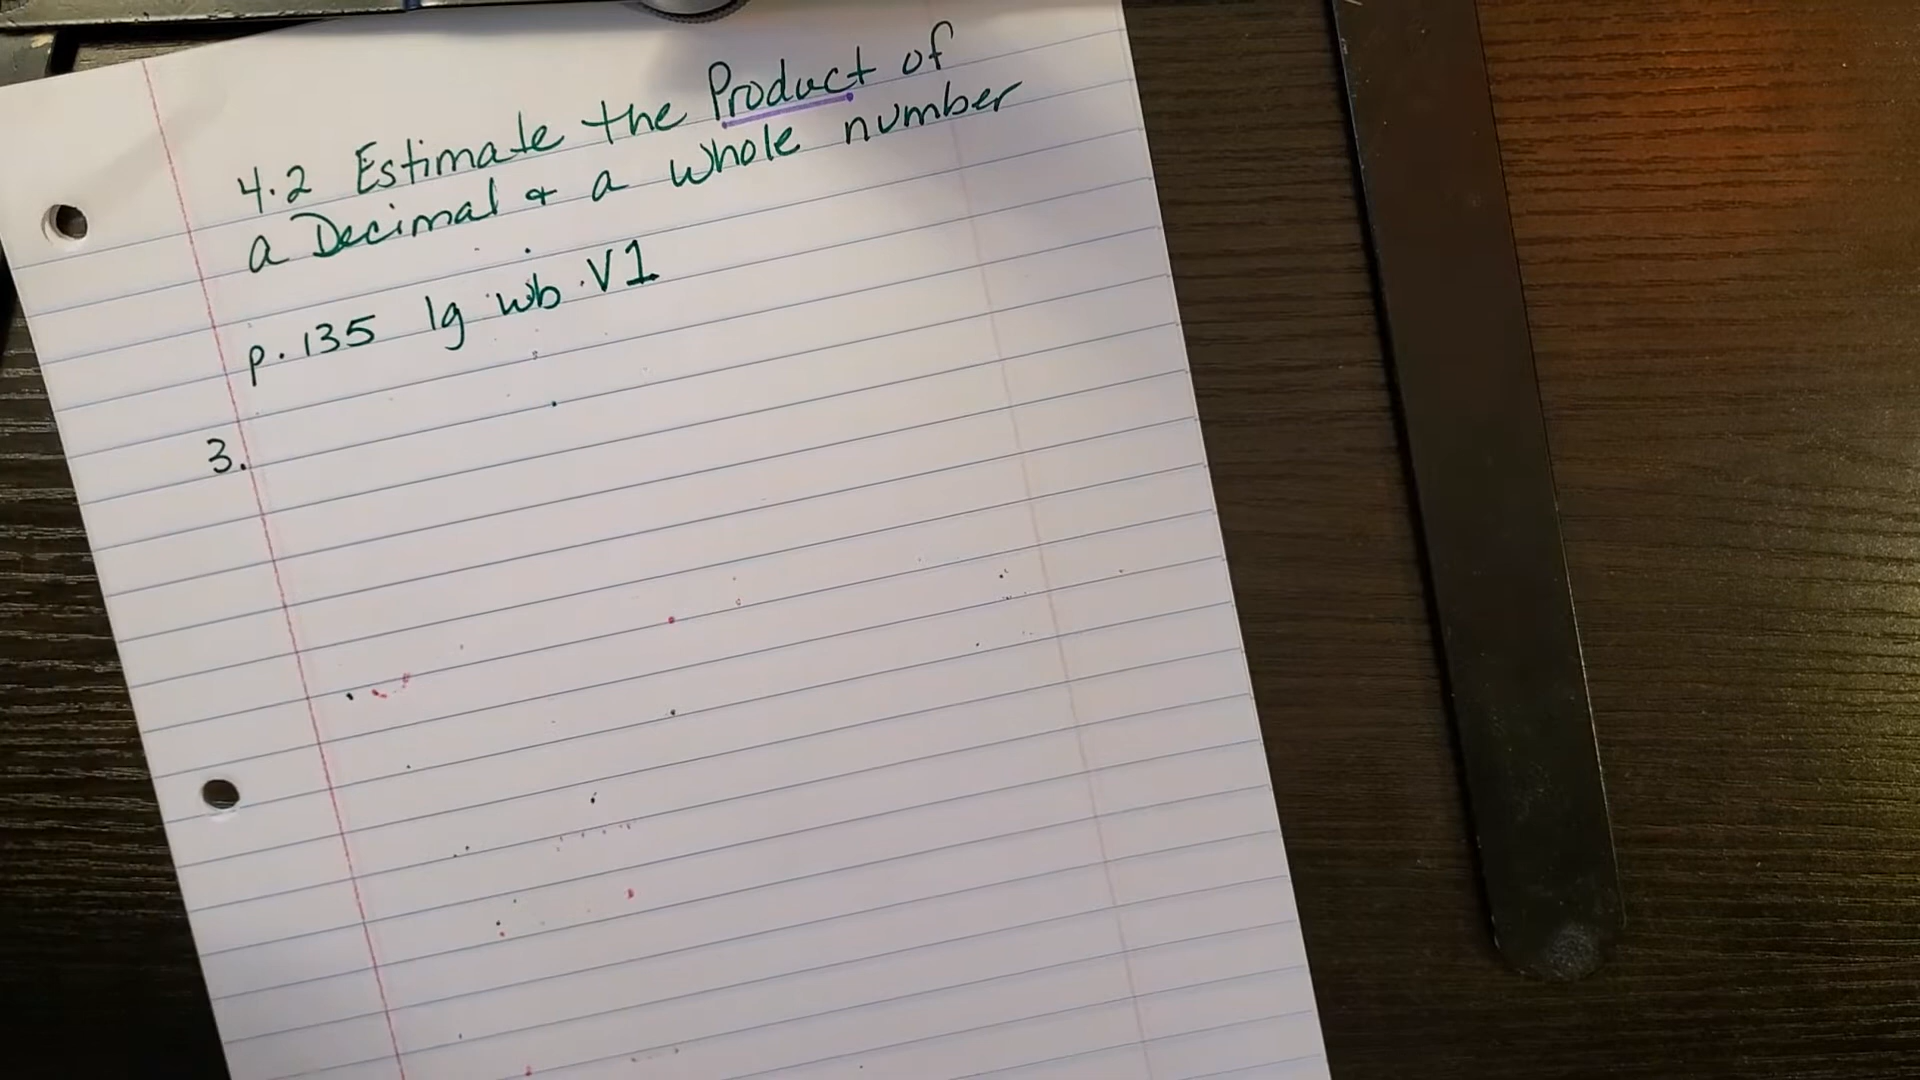 4.2 Estimate the Product of
a Decimal & a whole number
p. 135 lg wb V1
3.